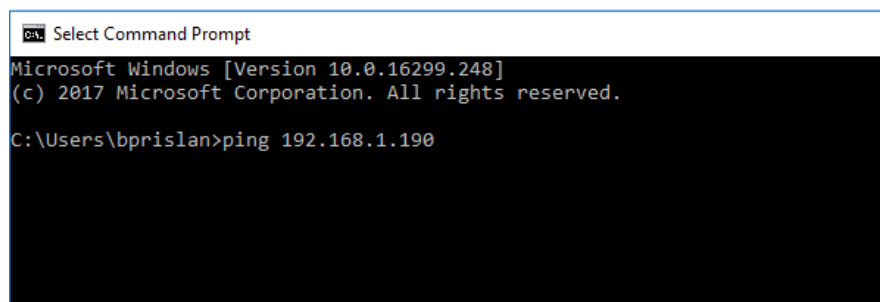 Select Command Prompt
Microsoft Windows [Version 10.0.16299.248]
(c) 2017 Microsoft Corporation. All rights reserved.
C:\Users\bprislan>ping 192.168.1.190